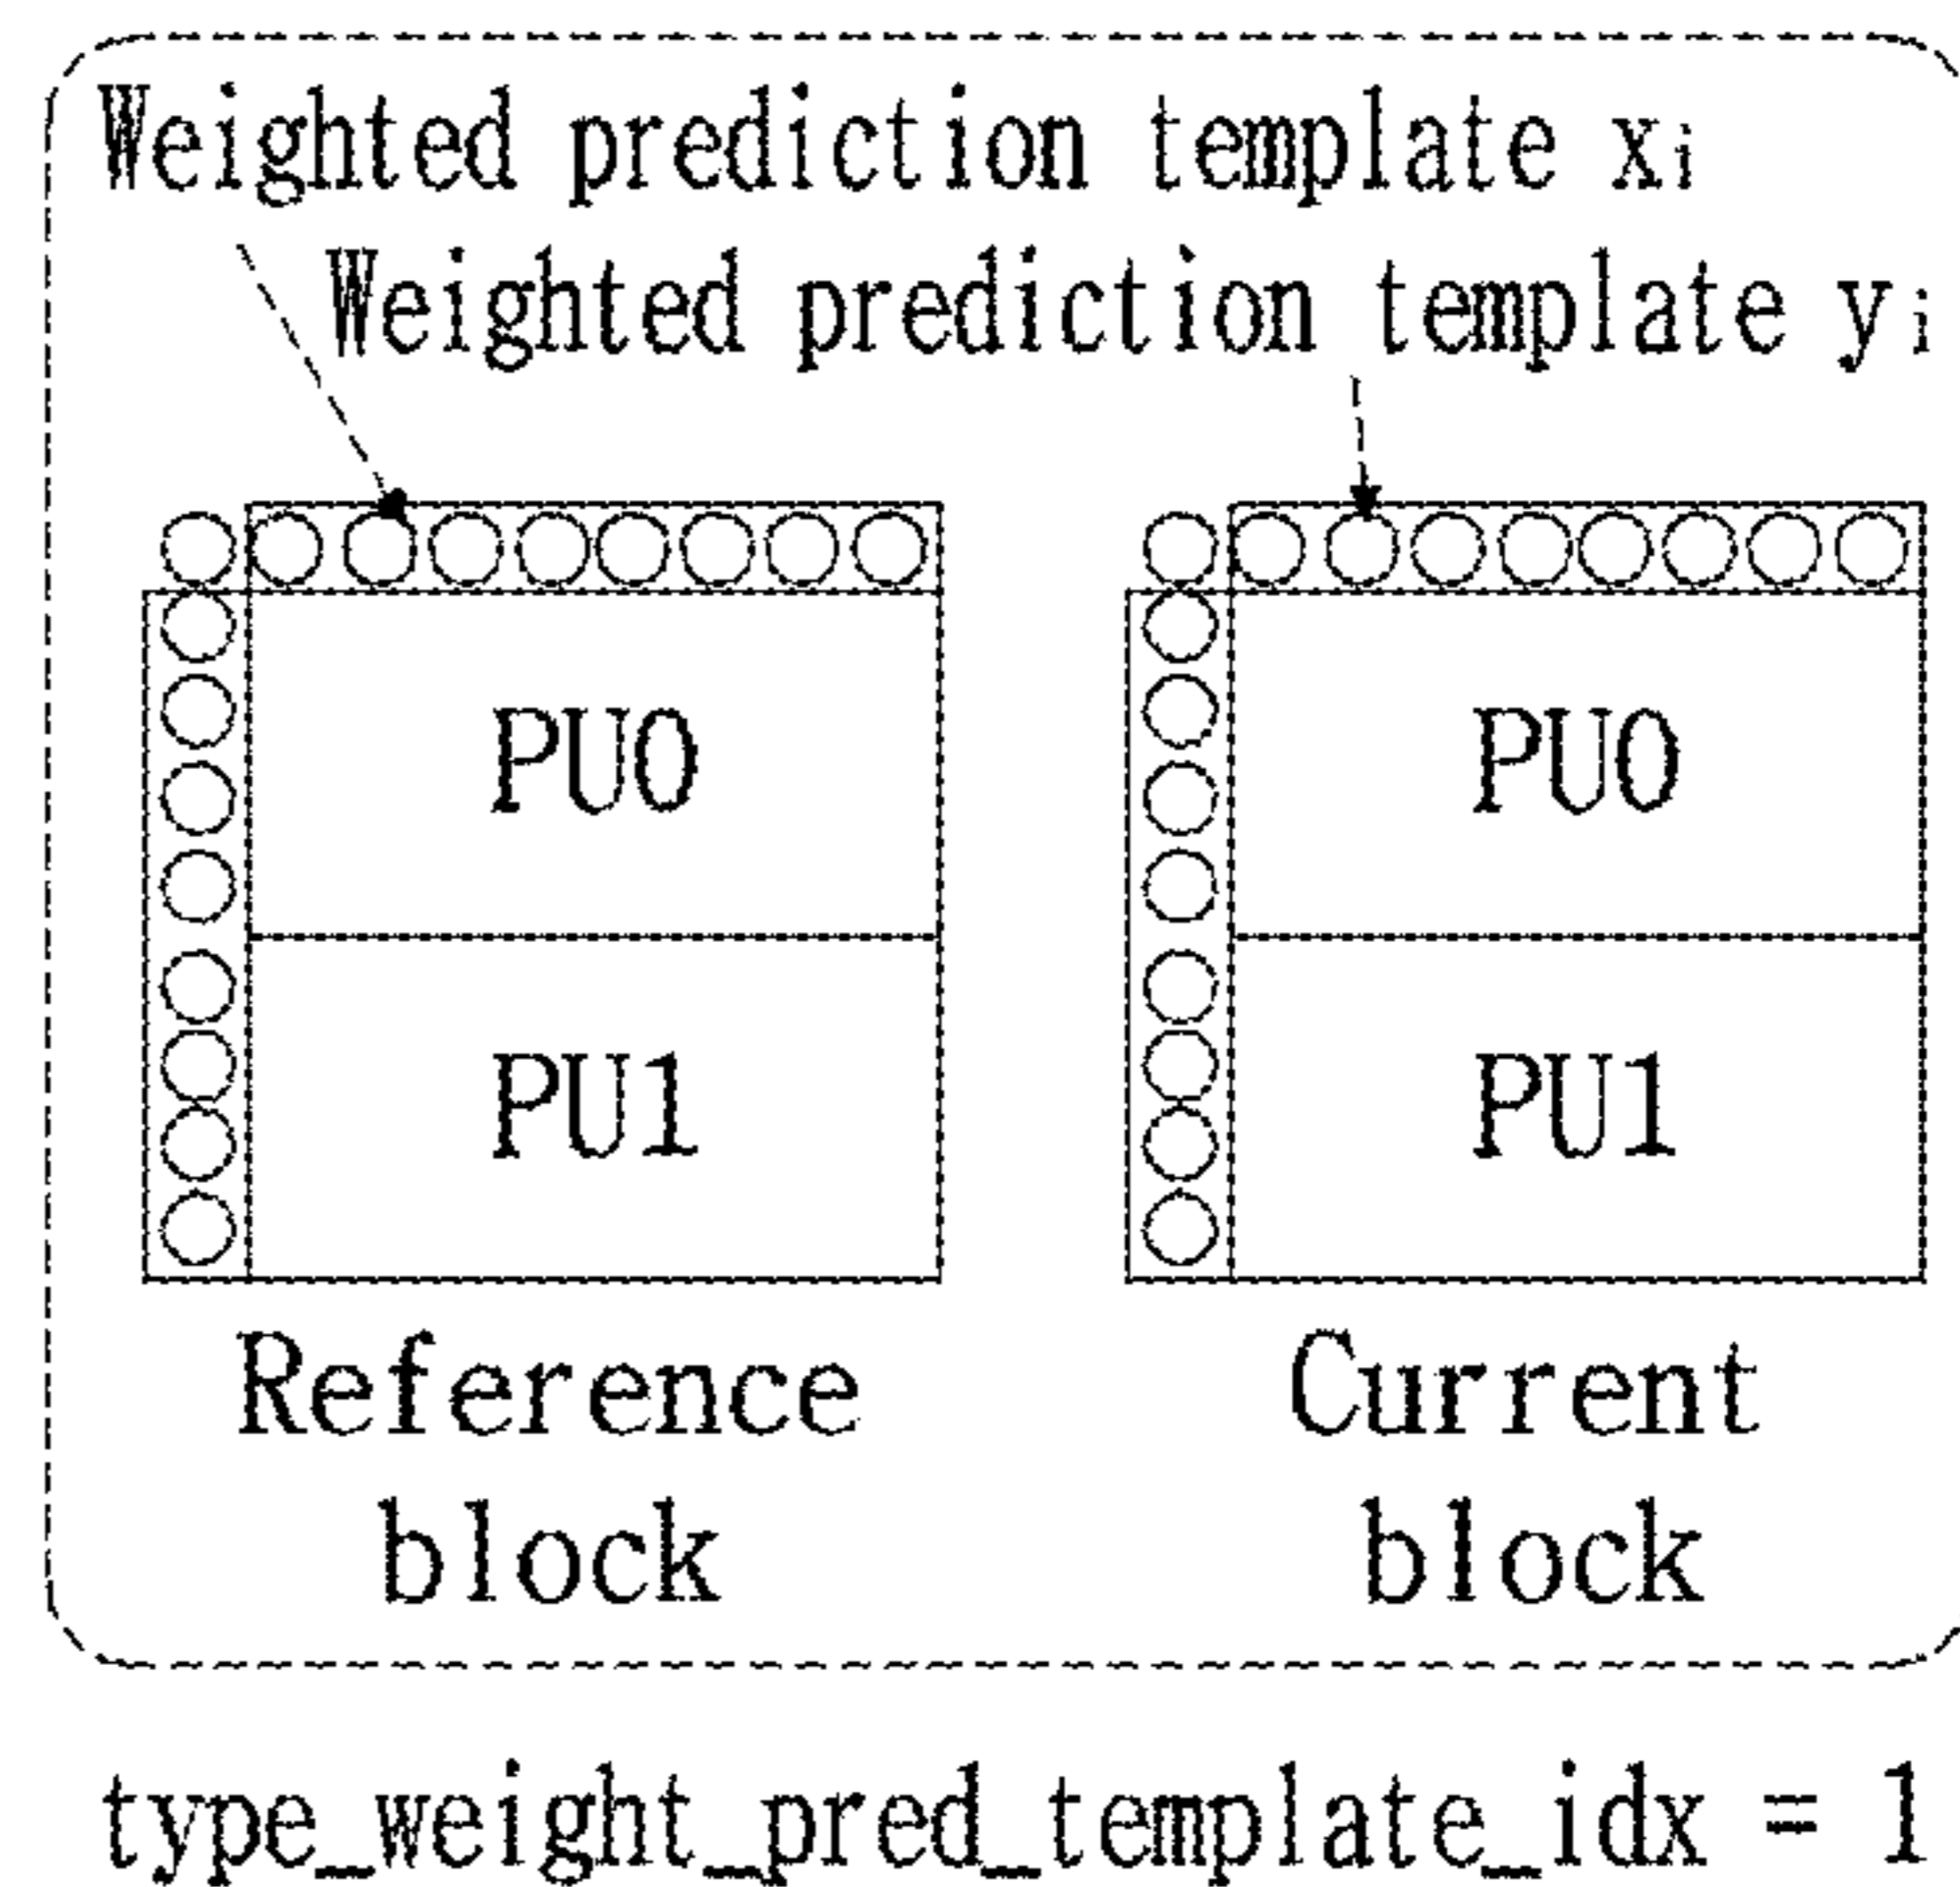 Weighted prediction template xi
Weighted prediction template yi
PU0 PU0
PU1 PU1
Reference block
Current block
type_weight_pred_template_idx = 1